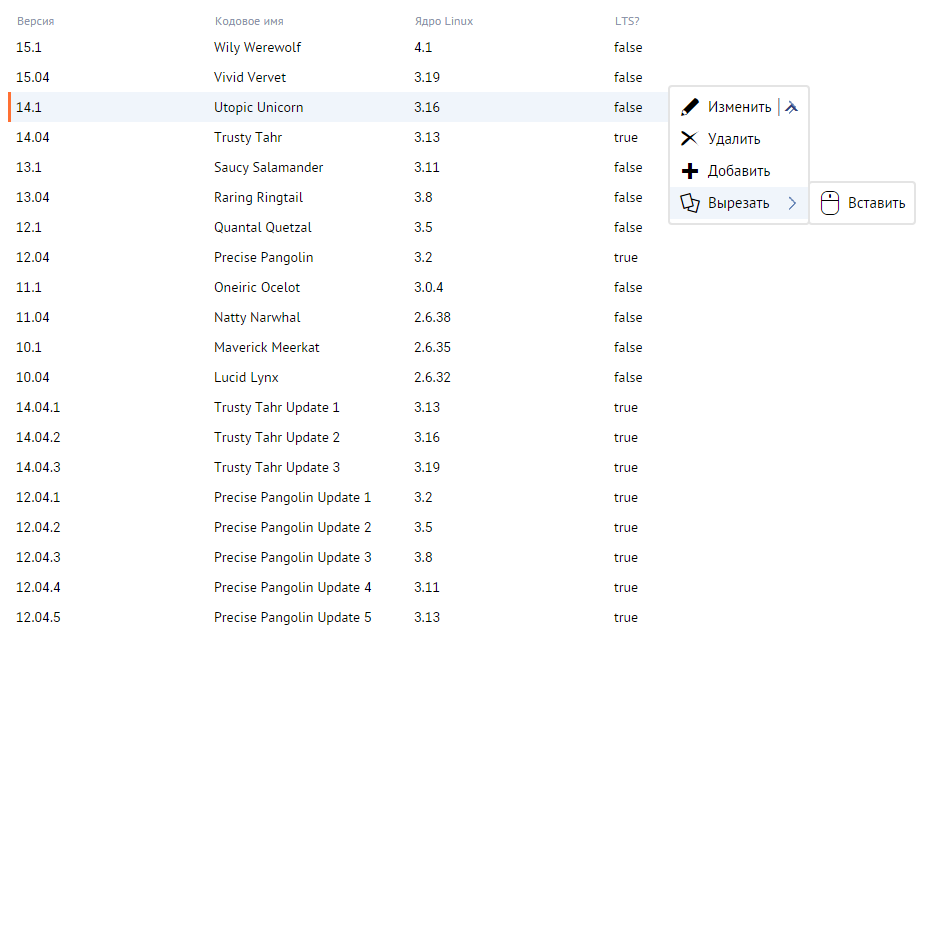 Версия Кодовое имя Ядро Linux LTS?
15.1 Wily Werewolf 4.1 false
15.04 Vivid Vervet 3.19 false
14.1 Utopic Unicorn 3.16 false Изменить
14.04 Trusty Tahr 3.13 true Удалить
13.1 Saucy Salamander 3.11 false Добавить
13.04 Raring Ringtail 3.8 false Вырезать Вставить
12.1 Quantal Quetzal 3.5 false
12.04 Precise Pangolin 3.2 true
11.1 Oneiric Ocelot 3.0.4 false
11.04 Natty Narwhal 2.6.38 false
10.1 Maverick Meerkat 2.6.35 false
10.04 Lucid Lynx 2.6.32 false
14.04.1 Trusty Tahr Update 1 3.13 true
14.04.2 Trusty Tahr Update 2 3.16 true
14.04.3 Trusty Tahr Update 3 3.19 true
12.04.1 Precise Pangolin Update 1 3.2 true
12.04.2 Precise Pangolin Update 2 3.5 true
12.04.3 Precise Pangolin Update 3 3.8 true
12.04.4 Precise Pangolin Update 4 3.11 true
12.04.5 Precise Pangolin Update 5 3.13 true